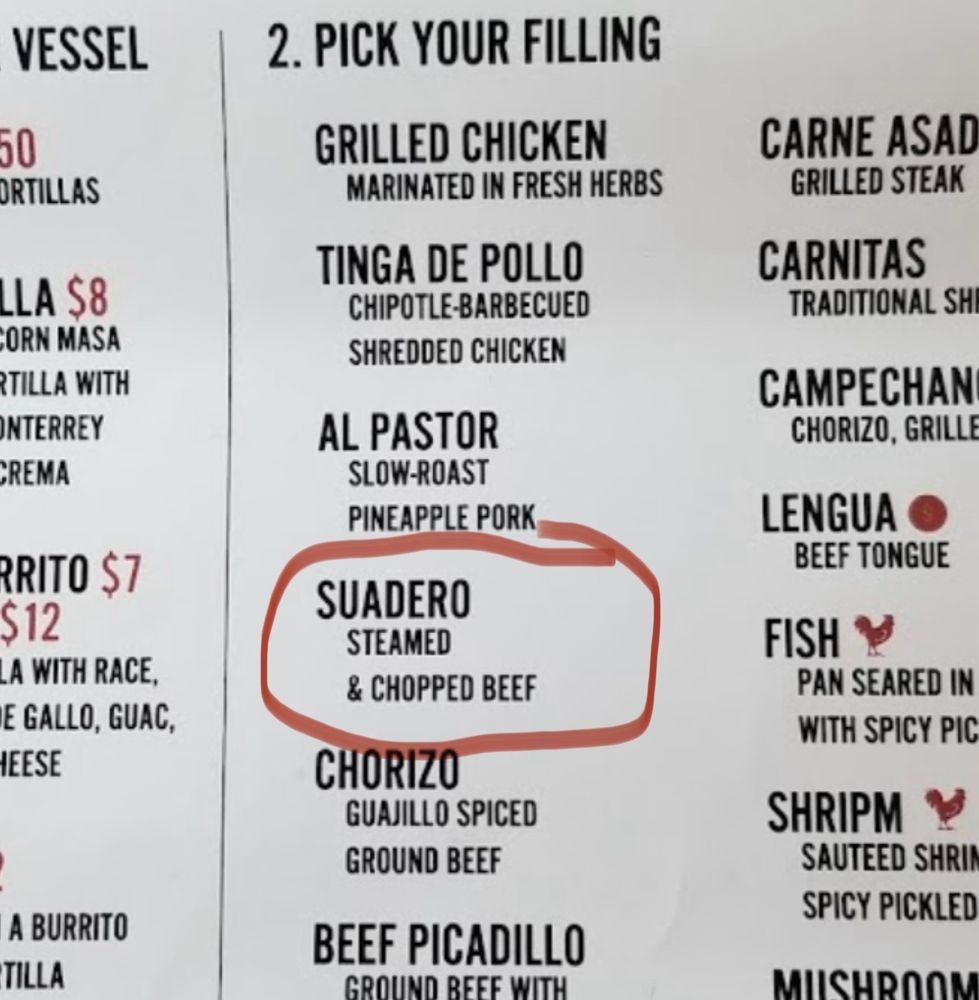 VESSEL
50
ORTILLAS
LLA $8
CORN MASA
RTILLA WITH
ONTERREY
CREMA
RRITO $7
$12
LA WITH RACE,
DE GALLO, GUAC,
HEESE
A BURRITO
RTILLA
2. PICK YOUR FILLING
GRILLED CHICKEN
MARINATED IN FRESH HERBS
TINGA DE POLLO
CHIPOTLE-BARBECUED
SHREDDED CHICKEN
AL PASTOR
SLOW-ROAST
PINEAPPLE PORK
SUADERO
STEAMED
& CHOPPED BEEF
CHORIZO
GUAJILLO SPICED
GROUND BEEF
BEEF PICADILLO
GROUND BEEF WITH
CARNE ASAD
GRILLED STEAK
CARNITAS
TRADITIONAL SH
CAMPECHAN
CHORIZO, GRILLE
LENGUA
BEEF TONGUE
FISH
PAN SEARED IN
WITH SPICY PIC
SHRIPM
SAUTEED SHRI
SPICY PICKLED
MUSHROOM